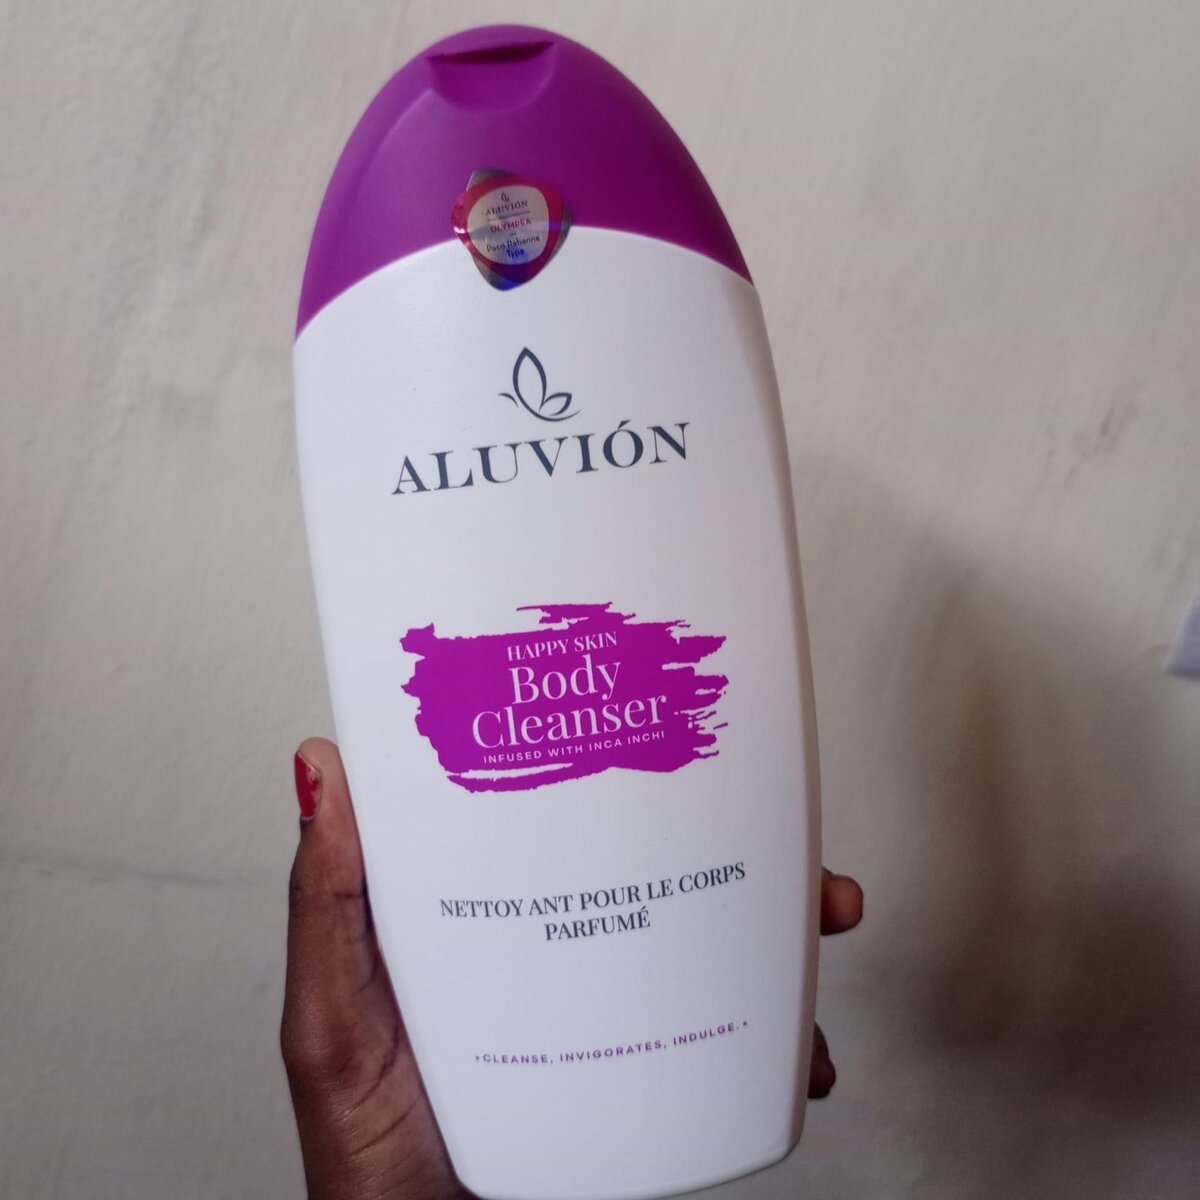 ALUVIÓN
OLYMPEA
Paco Rabanne
Type
ALUVIÓN
HAPPY SKIN
Body
Cleanser
INFUSED WITH INCA INCHI
NETTOY ANT POUR LE CORPS
PARFUMÉ
*CLEANSE, INVIGORATES, INDULGE.*